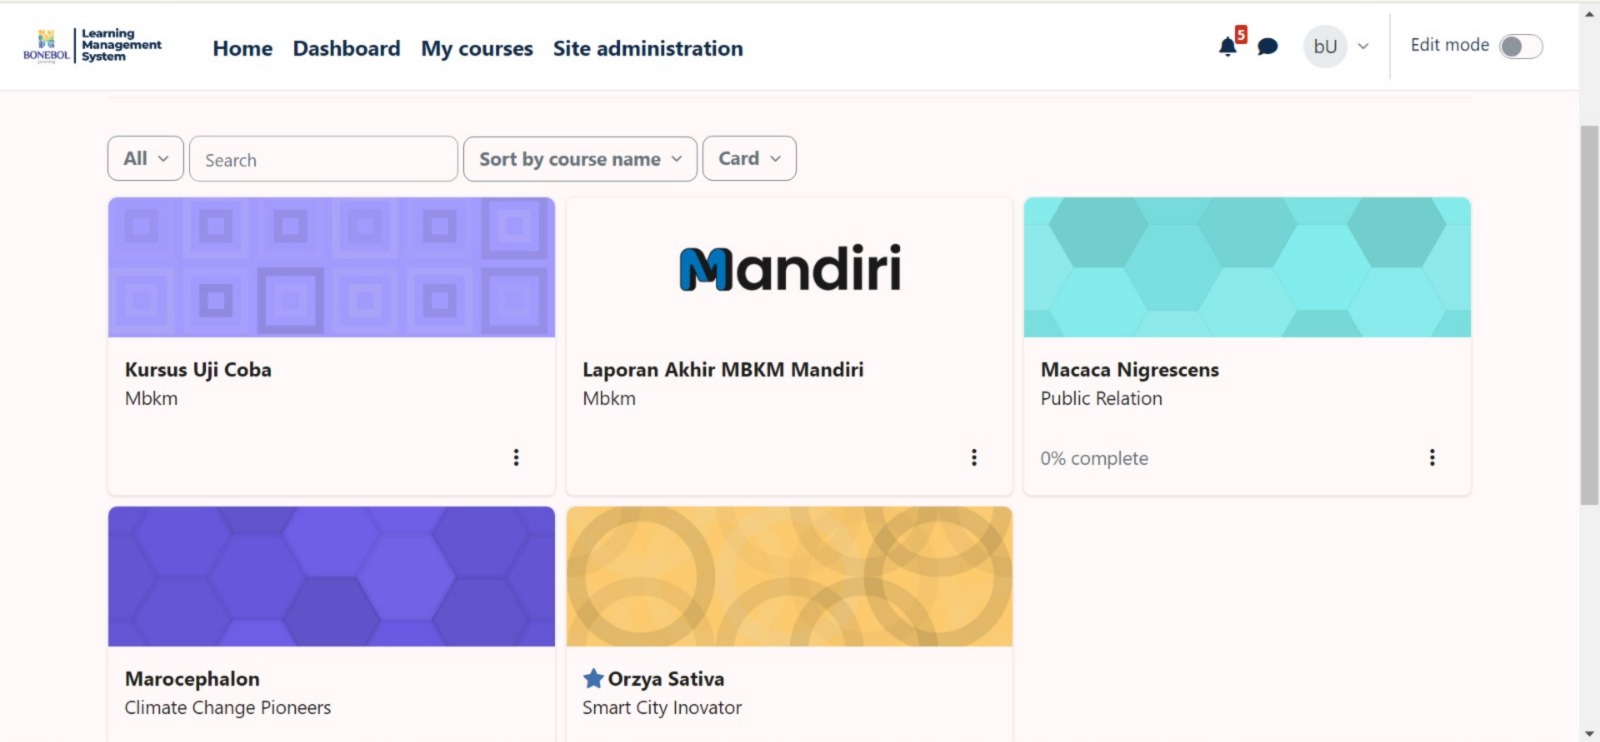 BONEBOL
Learning
Management
System
Home Dashboard My courses Site administration
5
bU
Edit mode
All Search Sort by course name Card
Mandiri
Kursus Uji Coba
Mbkm
Laporan Akhir MBKM Mandiri
Mbkm
Macaca Nigrescens
Public Relation
0% complete
Marocephalon
Climate Change Pioneers
Orzya Sativa
Smart City Inovator